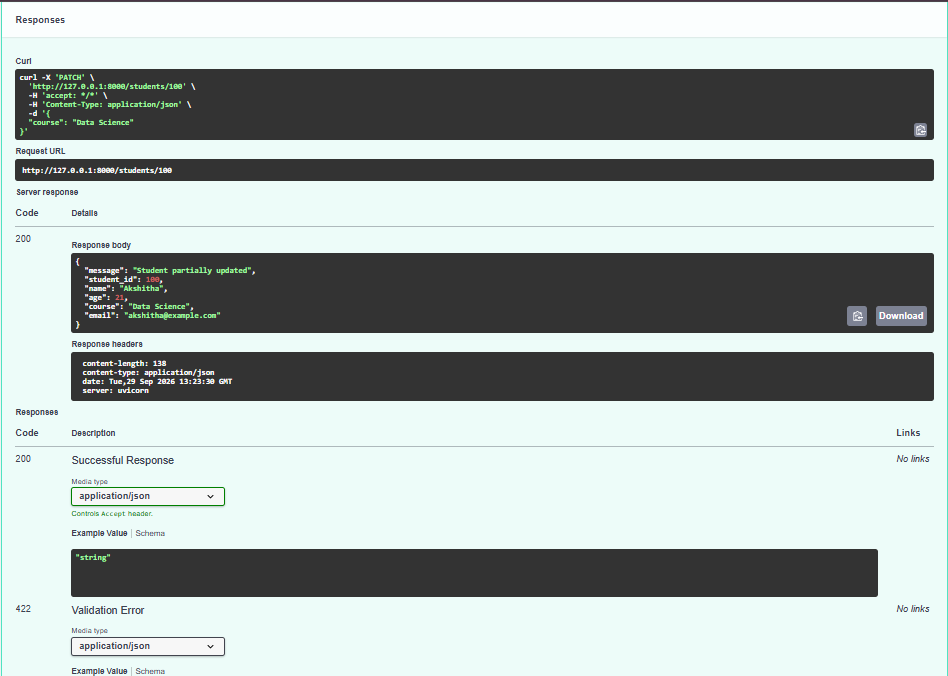 Responses
Curl
curl -X 'PATCH' \
'http://127.0.0.1:8000/students/100' \
-H 'accept: */*' \
-H 'Content-Type: application/json' \
-d '{
"course": "Data Science"
}'
Request URL
http://127.0.0.1:8000/students/100
Server response
Code Details
200
Response body
{
"message": "Student partially updated",
"student_id": 100,
"name": "Akshitha",
"age": 21,
"course": "Data Science",
"email": "akshitha@example.com"
}
Download
Response headers
content-length: 138
content-type: application/json
date: Tue,29 Sep 2026 13:23:30 GMT
server: uvicorn
Responses
Code Description Links
200 Successful Response No links
Media type
application/json
Controls Accept header.
Example Value Schema
"string"
422 Validation Error No links
Media type
application/json
Example Value Schema